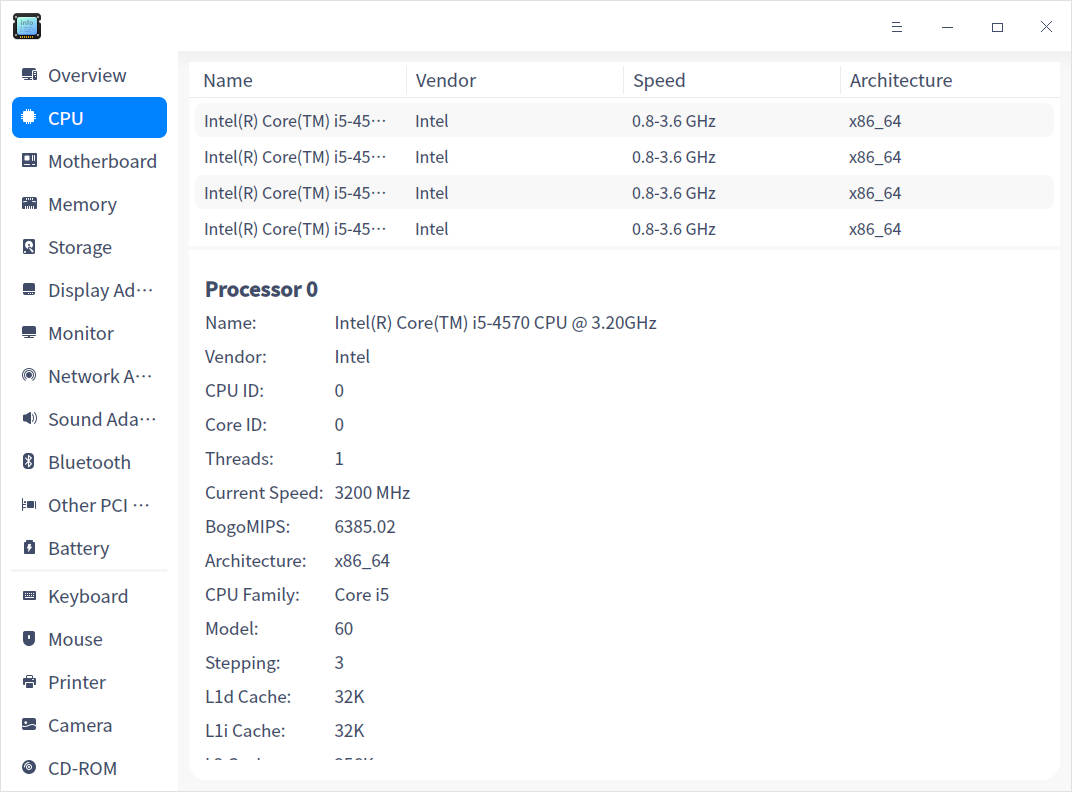 info
Overview
CPU
Motherboard
Memory
Storage
Display Ad···
Monitor
Network A···
Sound Ada···
Bluetooth
Other PCI ···
Battery
Keyboard
Mouse
Printer
Camera
CD-ROM
Name Vendor Speed Architecture
Intel(R) Core(TM) i5-45··· Intel 0.8-3.6 GHz x86_64
Intel(R) Core(TM) i5-45··· Intel 0.8-3.6 GHz x86_64
Intel(R) Core(TM) i5-45··· Intel 0.8-3.6 GHz x86_64
Intel(R) Core(TM) i5-45··· Intel 0.8-3.6 GHz x86_64
Processor 0
Name: Intel(R) Core(TM) i5-4570 CPU @ 3.20GHz
Vendor: Intel
CPU ID: 0
Core ID: 0
Threads: 1
Current Speed: 3200 MHz
BogoMIPS: 6385.02
Architecture: x86_64
CPU Family: Core i5
Model: 60
Stepping: 3
L1d Cache: 32K
L1i Cache: 32K